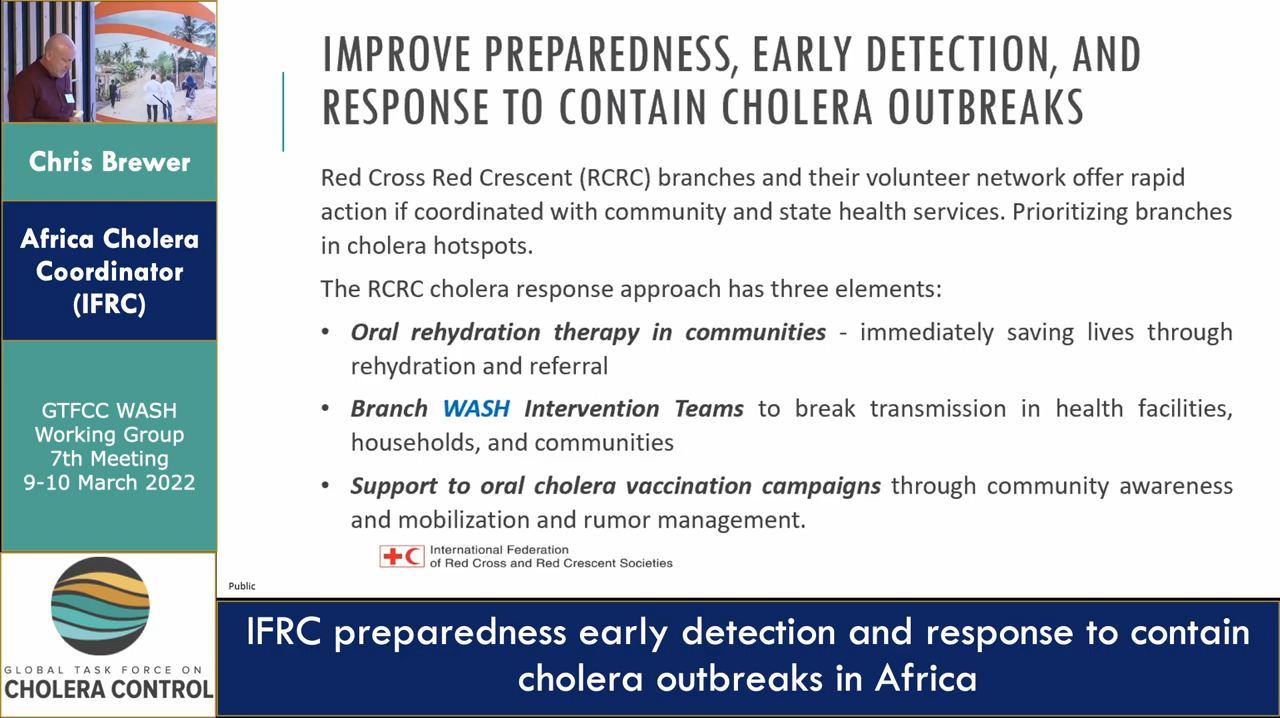 Chris Brewer
Africa Cholera
Coordinator
(IFRC)
GTFCC WASH
Working Group
7th Meeting
9-10 March 2022
GLOBAL TASK FORCE ON
CHOLERA CONTROL
IMPROVE PREPAREDNESS, EARLY DETECTION, AND
RESPONSE TO CONTAIN CHOLERA OUTBREAKS
Red Cross Red Crescent (RCRC) branches and their volunteer network offer rapid
action if coordinated with community and state health services. Prioritizing branches
in cholera hotspots.
The RCRC cholera response approach has three elements:
• Oral rehydration therapy in communities - immediately saving lives through
rehydration and referral
• Branch WASH Intervention Teams to break transmission in health facilities,
households, and communities
• Support to oral cholera vaccination campaigns through community awareness
and mobilization and rumor management.
International Federation
of Red Cross and Red Crescent Societies
Public
IFRC preparedness early detection and response to contain
cholera outbreaks in Africa